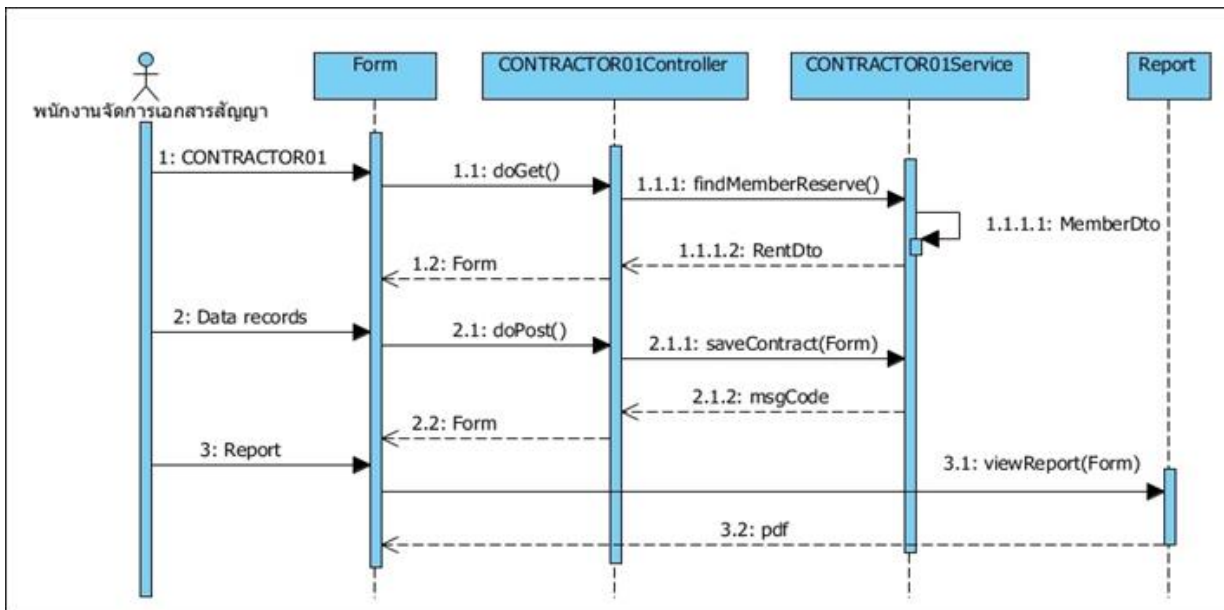 Form
CONTRACTOR01Controller
CONTRACTOR01Service
Report
พนักงานจัดการเอกสารสัญญา
1: CONTRACTOR01
1.1: doGet()
1.1.1: findMemberReserve()
1.1.1.1: MemberDto
1.1.1.2: RentDto
1.2: Form
2: Data records
2.1: doPost()
2.1.1: saveContract(Form)
2.1.2: msgCode
2.2: Form
3: Report
3.1: viewReport(Form)
3.2: pdf